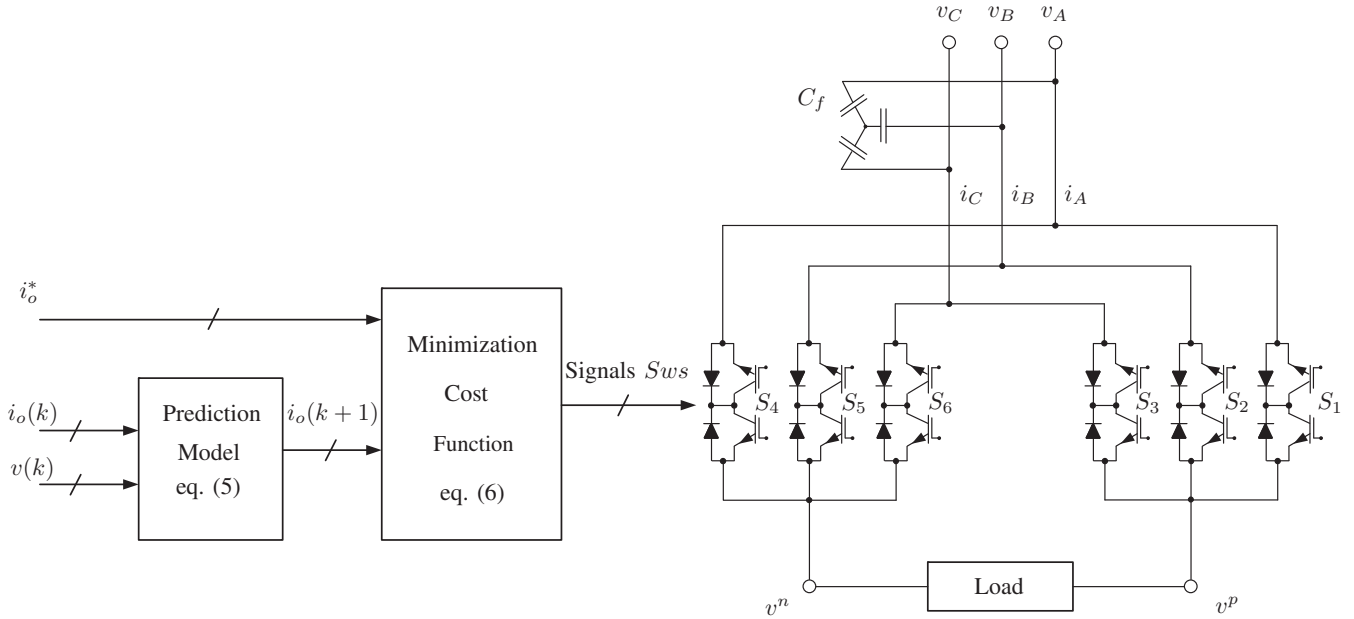 v_C v_B v_A
C_f
i_C i_B i_A
i_o^*
Minimization
Cost
Function
eq. (6)
Signals Sws
i_o(k)
v(k)
Prediction
Model
eq. (5)
i_o(k + 1)
S_4 S_5 S_6 S_3 S_2 S_1
Load
v^n v^p